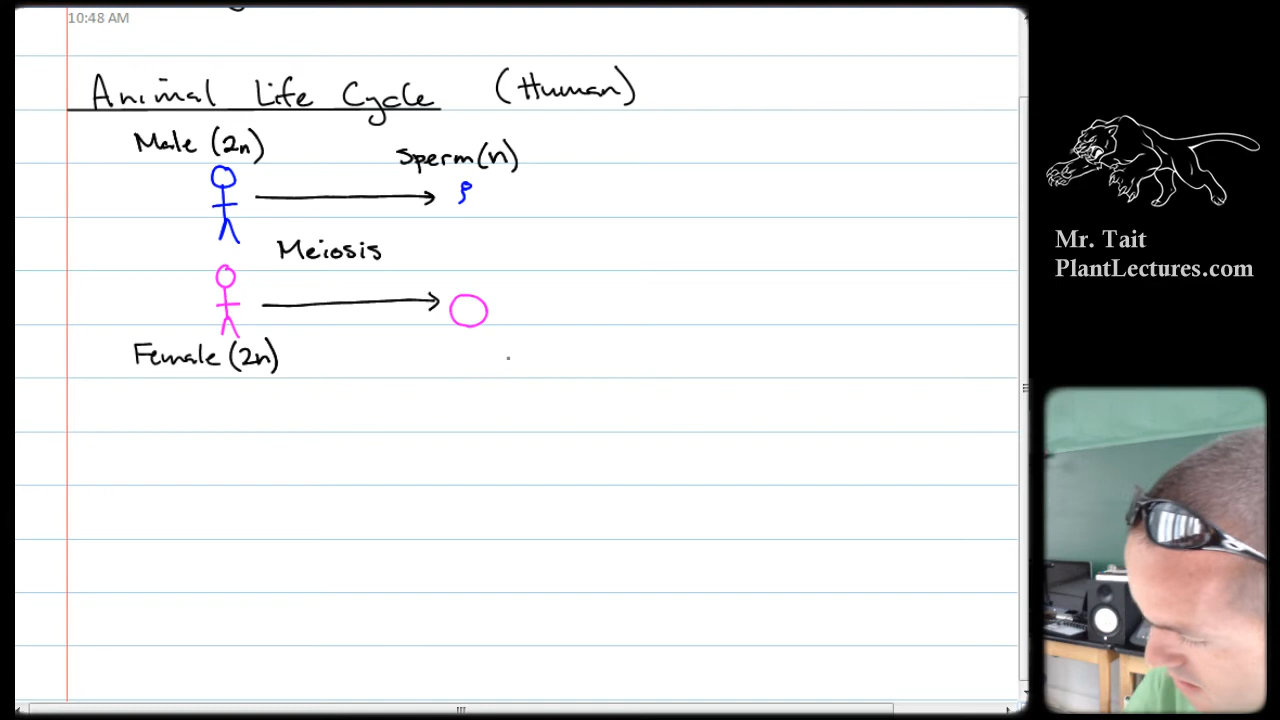 10:48 AM
Animal Life Cycle (Human)
Male (2n)
Sperm(n)
Meiosis
Female (2n)
Mr. Tait
PlantLectures.com